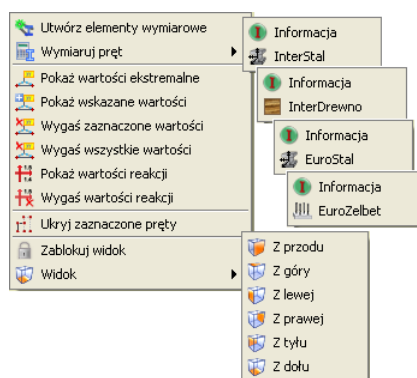 Utwórz elementy wymiarowe
Wymiaruj pręt
Pokaż wartości ekstremalne
Pokaż wskazane wartości
Wygaś zaznaczone wartości
Wygaś wszystkie wartości
Pokaż wartości reakcji
Wygaś wartości reakcji
Ukryj zaznaczone pręty
Zablokuj widok
Widok
Informacja
InterStal
Informacja
InterDrewno
Informacja
EuroStal
Informacja
EuroZelbet
Z przodu
Z góry
Z lewej
Z prawej
Z tyłu
Z dołu